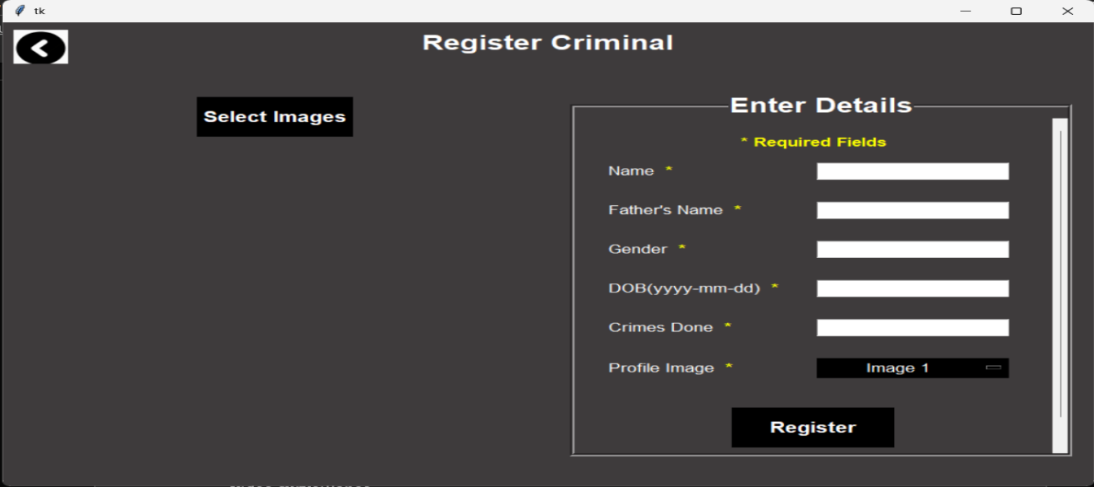 tk
Register Criminal
Select Images
Enter Details
* Required Fields
Name *
Father's Name *
Gender *
DOB(yyyy-mm-dd) *
Crimes Done *
Profile Image * Image 1
Register